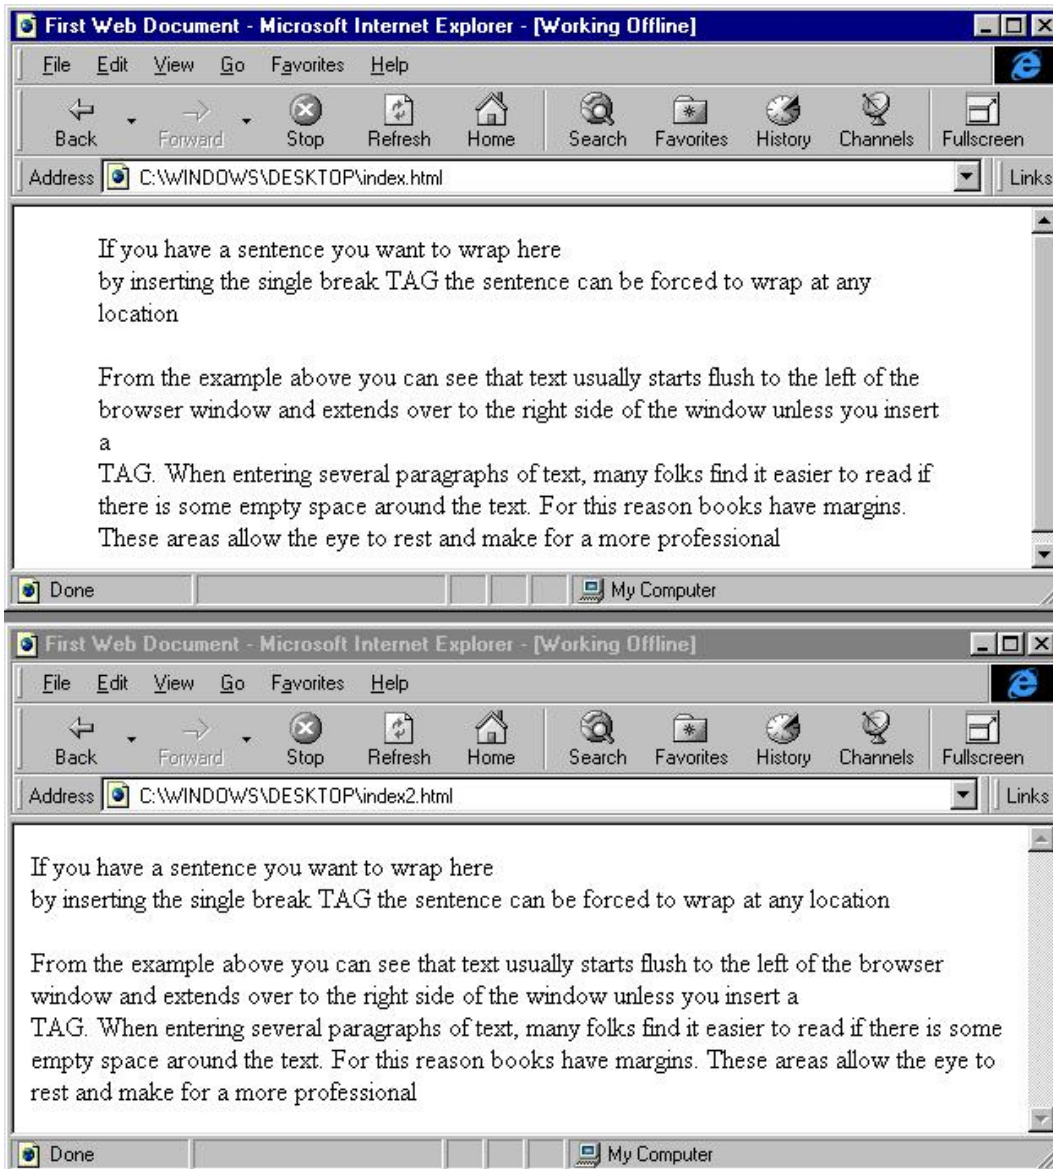 First Web Document - Microsoft Internet Explorer - [Working Offline]
File Edit View Go Favorites Help
Back Forward Stop Refresh Home Search Favorites History Channels Fullscreen
Address C:\WINDOWS\DESKTOP\index.html Links
If you have a sentence you want to wrap here
by inserting the single break TAG the sentence can be forced to wrap at any
location
From the example above you can see that text usually starts flush to the left of the
browser window and extends over to the right side of the window unless you insert
a
TAG. When entering several paragraphs of text, many folks find it easier to read if
there is some empty space around the text. For this reason books have margins.
These areas allow the eye to rest and make for a more professional
Done My Computer
First Web Document - Microsoft Internet Explorer - [Working Offline]
File Edit View Go Favorites Help
Back Forward Stop Refresh Home Search Favorites History Channels Fullscreen
Address C:\WINDOWS\DESKTOP\index2.html Links
If you have a sentence you want to wrap here
by inserting the single break TAG the sentence can be forced to wrap at any location
From the example above you can see that text usually starts flush to the left of the browser
window and extends over to the right side of the window unless you insert a
TAG. When entering several paragraphs of text, many folks find it easier to read if there is some
empty space around the text. For this reason books have margins. These areas allow the eye to
rest and make for a more professional
Done My Computer